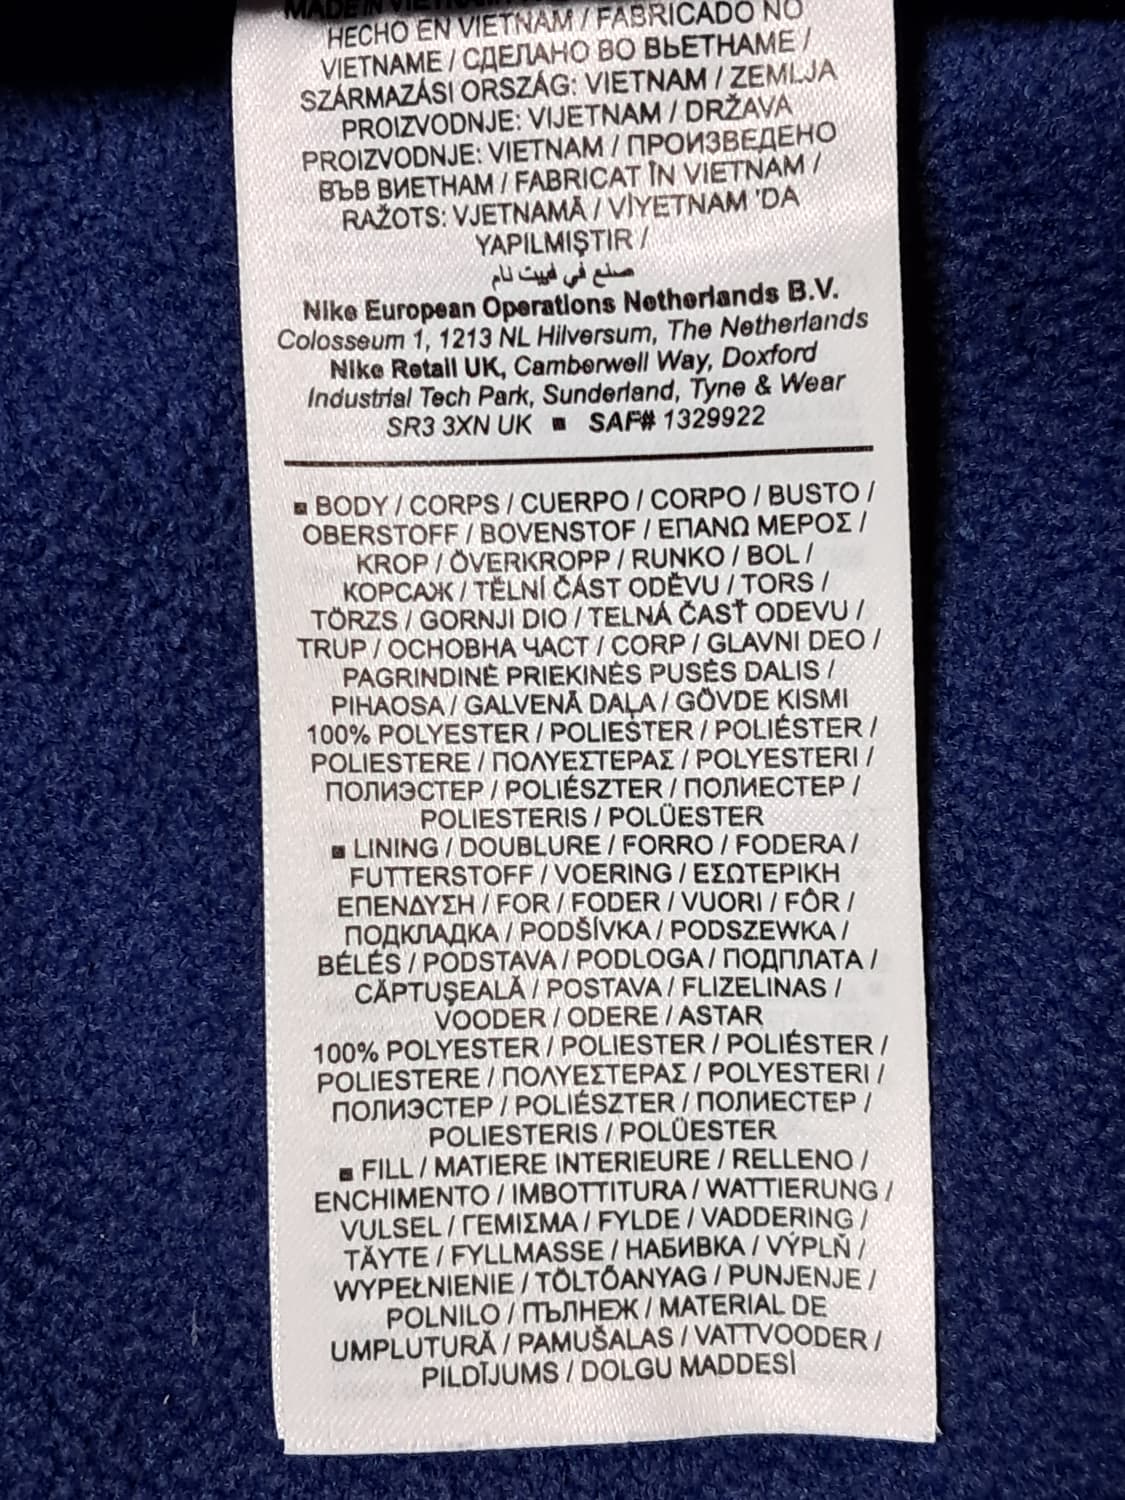 MADE IN VIETNAM
HECHO EN VIETNAM / FABRICADO NO
VIETNAME / СДЕЛАНО ВО ВЬЕТНАМЕ /
SZÁRMAZÁSI ORSZÁG: VIETNAM / ZEMLJA
PROIZVODNJE: VIJETNAM / DRŽAVA
PROIZVODNJE: VIETNAM / ПРОИЗВЕДЕНО
ВЪВ ВИЕТНАМ / FABRICAT ÎN VIETNAM /
RAŽOTS: VJETNAMĀ / VİYETNAM 'DA
YAPILMIŞTIR /
صنع في فييت نام
Nike European Operations Netherlands B.V.
Colosseum 1, 1213 NL Hilversum, The Netherlands
Nike Retail UK, Camberwell Way, Doxford
Industrial Tech Park, Sunderland, Tyne & Wear
SR3 3XN UK ▪ SAF# 1329922
▪ BODY / CORPS / CUERPO / CORPO / BUSTO /
OBERSTOFF / BOVENSTOF / ΕΠΑΝΩ ΜΕΡΟΣ /
KROP / ÖVERKROPP / RUNKO / BOL /
КОРСАЖ / TĚLNÍ ČÁST ODĚVU / TORS /
TÖRZS / GORNJI DIO / TELNÁ ČASŤ ODEVU /
TRUP / ОСНОВНА ЧАСТ / CORP / GLAVNI DEO /
PAGRINDINĖ PRIEKINĖS PUSĖS DALIS /
PIHAOSA / GALVENĀ DAĻA / GÖVDE KISMI
100% POLYESTER / POLIESTER / POLIÉSTER /
POLIESTERE / ΠΟΛΥΕΣΤΕΡΑΣ / POLYESTERI /
ПОЛИЭСТЕР / POLIÉSZTER / ПОЛИЕСТЕР /
POLIESTERIS / POLÜESTER
▪ LINING / DOUBLURE / FORRO / FODERA /
FUTTERSTOFF / VOERING / ΕΣΩΤΕΡΙΚΗ
ΕΠΕΝΔΥΣΗ / FOR / FODER / VUORI / FÔR /
ПОДКЛАДКА / PODŠÍVKA / PODSZEWKA /
BÉLÉS / PODSTAVA / PODLOGA / ПОДПЛАТА /
CĂPTUŞEALĂ / POSTAVA / FLIZELINAS /
VOODER / ODERE / ASTAR
100% POLYESTER / POLIESTER / POLIÉSTER /
POLIESTERE / ΠΟΛΥΕΣΤΕΡΑΣ / POLYESTERI /
ПОЛИЭСТЕР / POLIÉSZTER / ПОЛИЕСТЕР /
POLIESTERIS / POLÜESTER
▪ FILL / MATIERE INTERIEURE / RELLENO /
ENCHIMENTO / IMBOTTITURA / WATTIERUNG /
VULSEL / ΓΕΜΙΣΜΑ / FYLDE / VADDERING /
TÄYTE / FYLLMASSE / НАБИВКА / VÝPLŇ /
WYPEŁNIENIE / TÖLTŐANYAG / PUNJENJE /
POLNILO / ПЪЛНЕЖ / MATERIAL DE
UMPLUTURĂ / PAMUŠALAS / VATTVOODER /
PILDĪJUMS / DOLGU MADDESİ